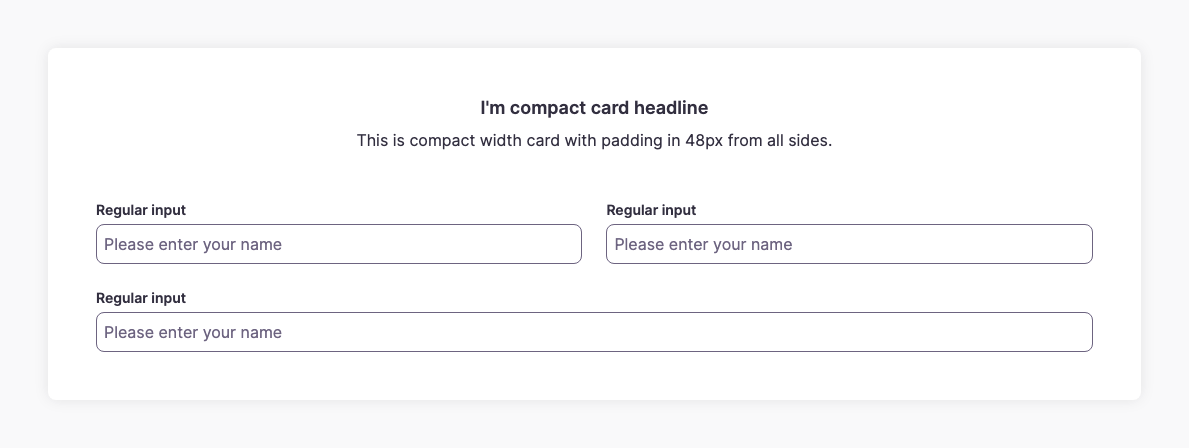 I'm compact card headline
This is compact width card with padding in 48px from all sides.
Regular input
Regular input
Please enter your name
Please enter your name
Regular input
Please enter your name